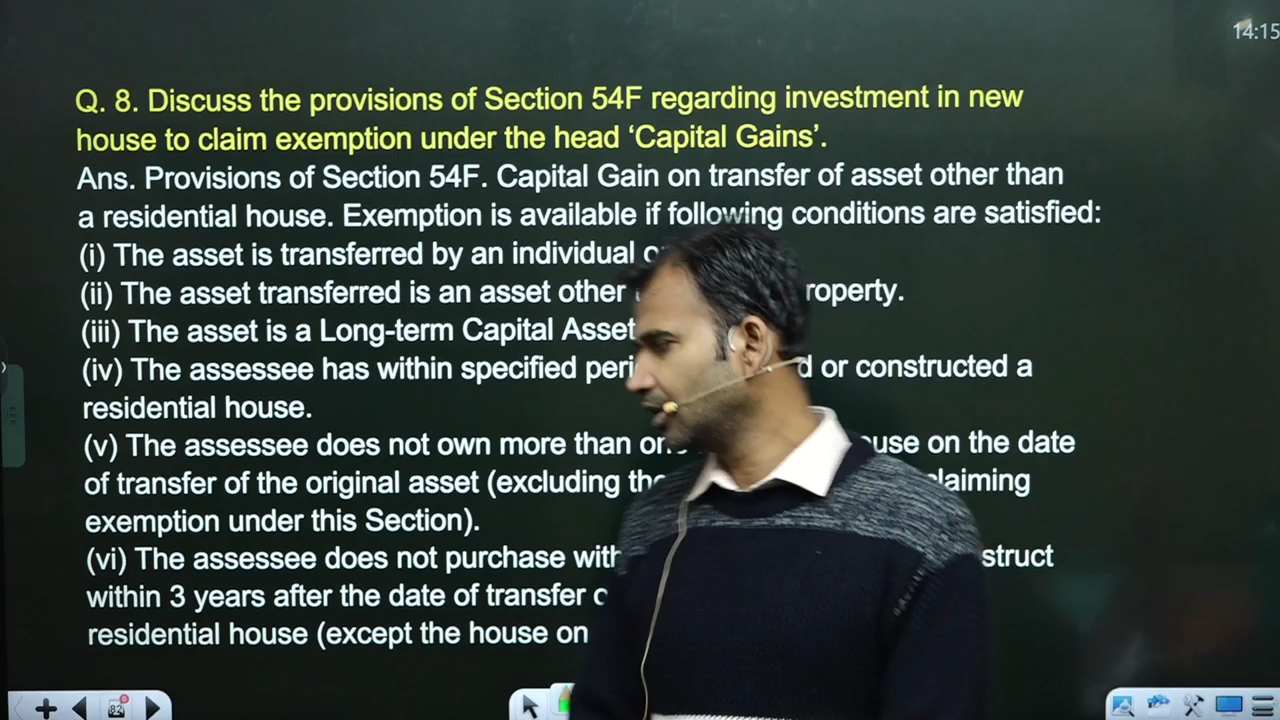 14:15
Q. 8. Discuss the provisions of Section 54F regarding investment in new
house to claim exemption under the head ‘Capital Gains’.
Ans. Provisions of Section 54F. Capital Gain on transfer of asset other than
a residential house. Exemption is available if following conditions are satisfied:
(i) The asset is transferred by an individual
(ii) The asset transferred is an asset other
(iii) The asset is a Long-term Capital Asset
(iv) The assessee has within specified or constructed a
residential house.
(v) The assessee does not own more than on the date
of transfer of the original asset (excluding claiming
exemption under this Section).
(vi) The assessee does not purchase
within 3 years after the date of transfer
residential house (except the house on
82